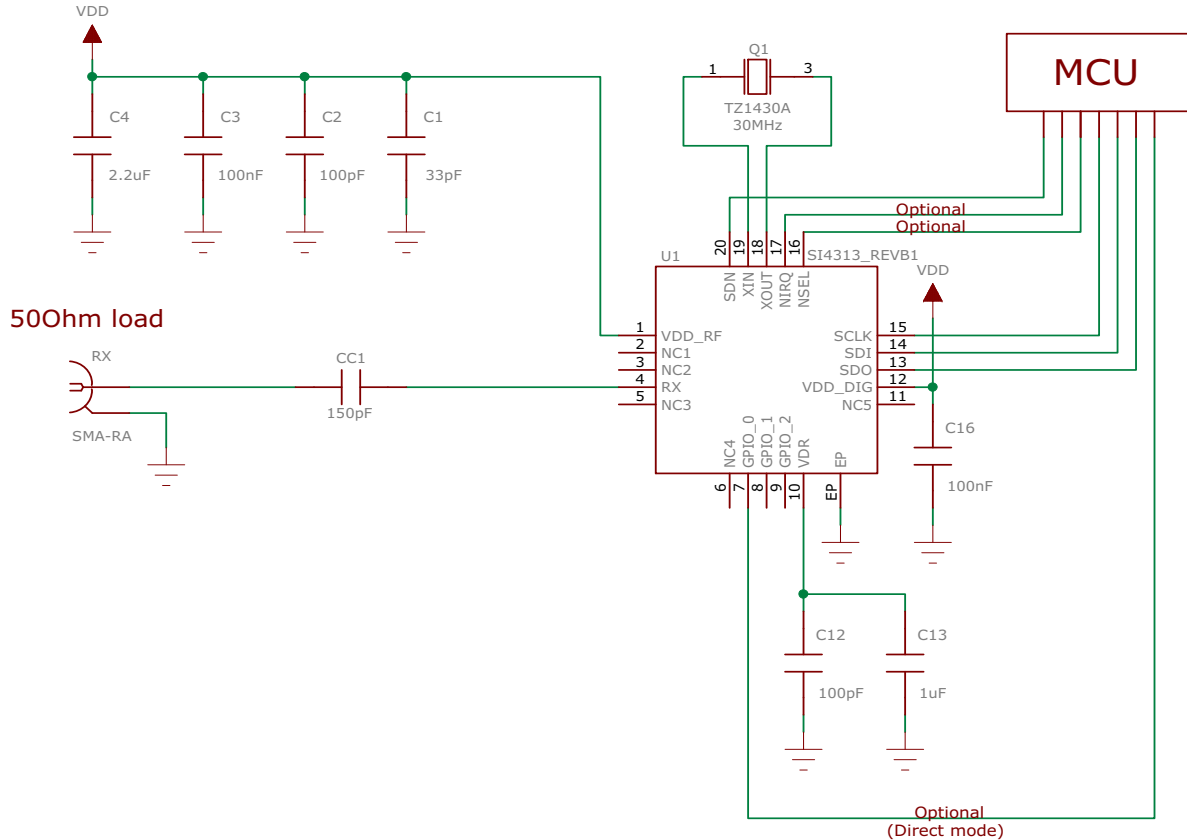 VDD
Q1
1
3
TZ1430A
30MHz
MCU
C4
C3
C2
C1
2.2uF
100nF
100pF
33pF
Optional
Optional
20
19
18
17
16
U1
SI4313_REVB1
SDN
XIN
XOUT
NIRQ
NSEL
VDD
50Ohm load
RX
CC1
150pF
SMA-RA
1
2
3
4
5
VDD_RF
NC1
NC2
RX
NC3
SCLK
SDI
SDO
VDD_DIG
NC5
15
14
13
12
11
NC4
GPIO_0
GPIO_1
GPIO_2
VDR
EP
6
7
8
9
10
EP
C16
100nF
C12
C13
100pF
1uF
Optional
(Direct mode)